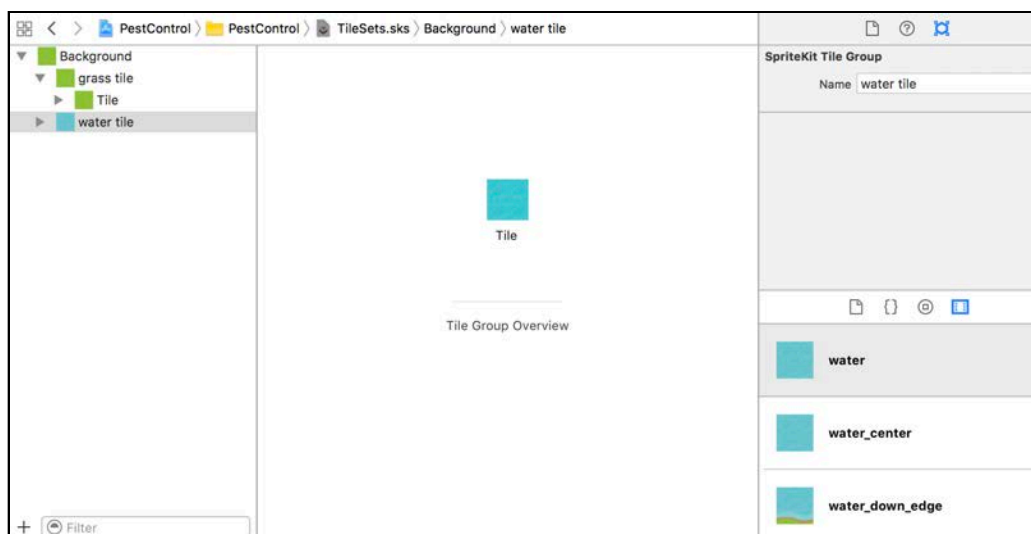 PestControl > PestControl > TileSets.sks > Background > water tile
Background
grass tile
Tile
water tile
Filter
Tile
Tile Group Overview
SpriteKit Tile Group
Name water tile
water
water_center
water_down_edge